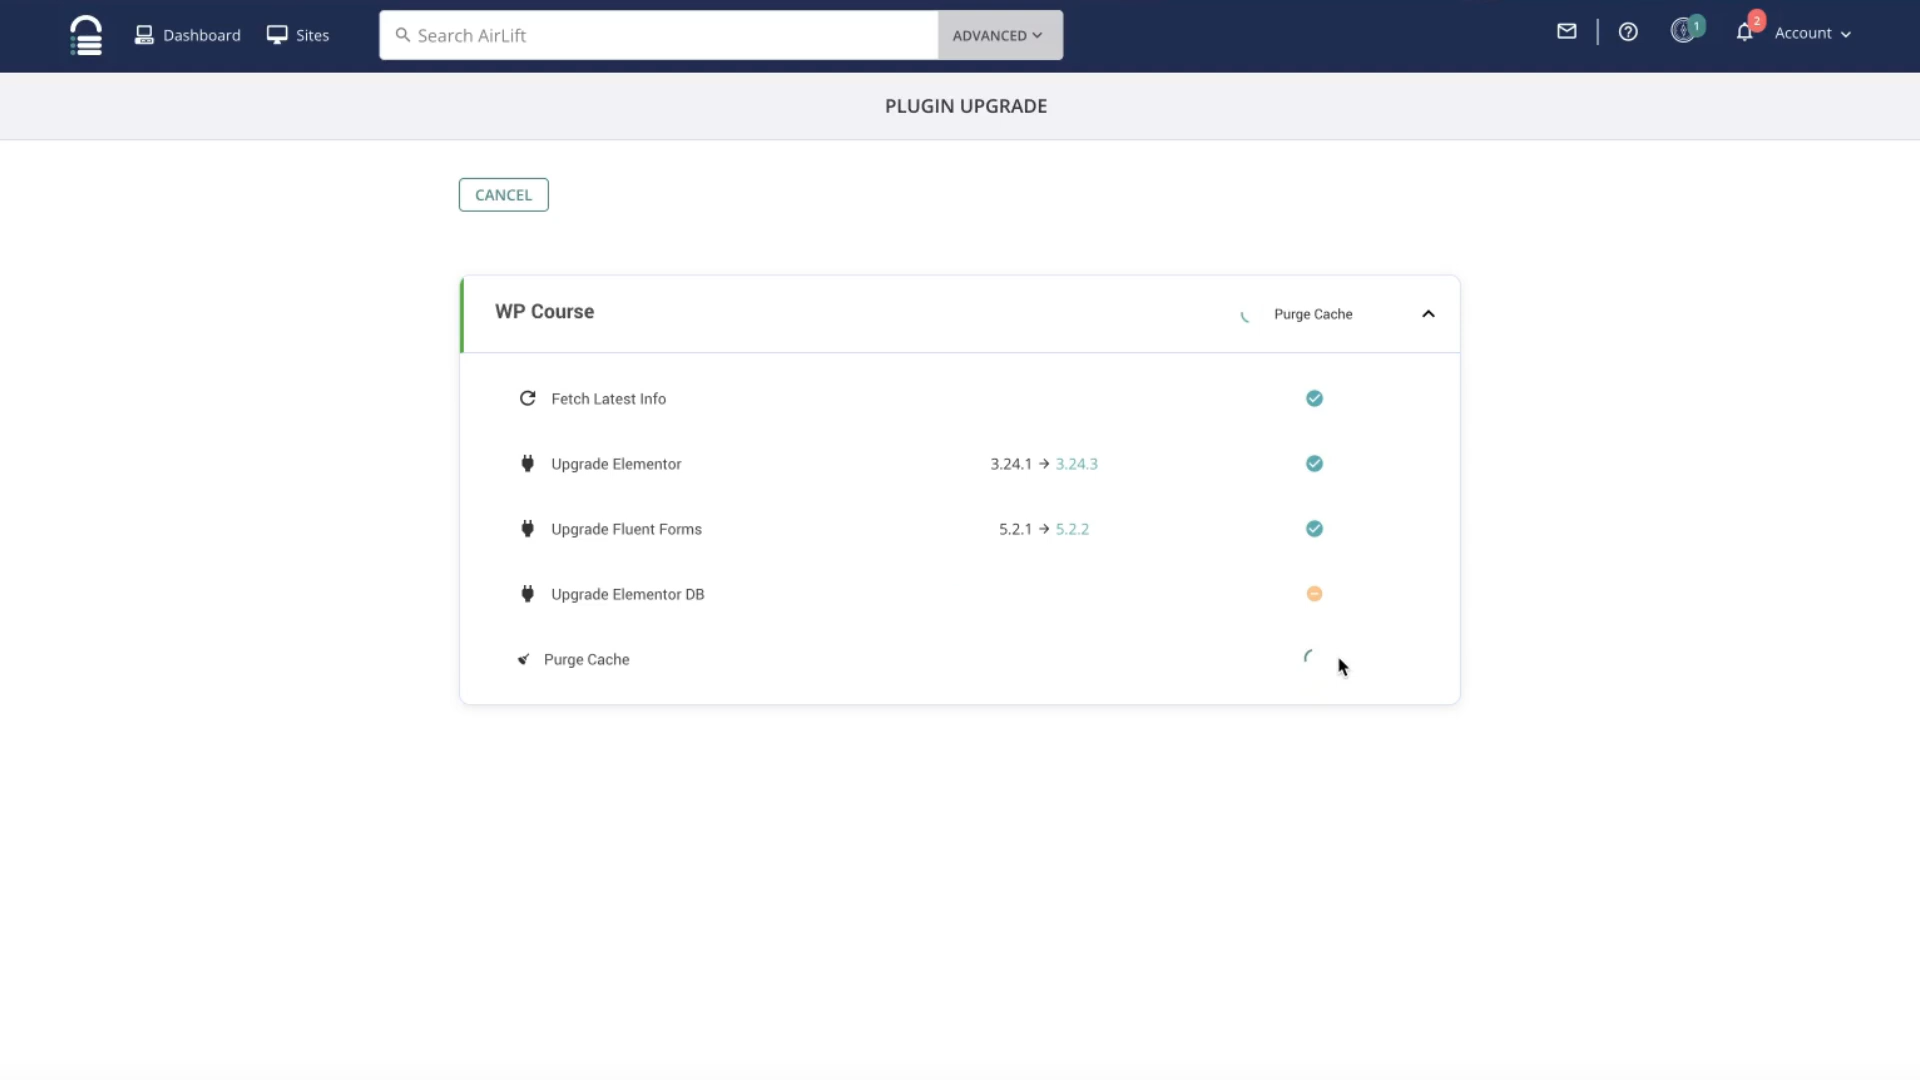 Dashboard
Sites
Search AirLift
ADVANCED
1
2
Account
PLUGIN UPGRADE
CANCEL
WP Course
Purge Cache
Fetch Latest Info
Upgrade Elementor
3.24.1 → 3.24.3
Upgrade Fluent Forms
5.2.1 → 5.2.2
Upgrade Elementor DB
Purge Cache